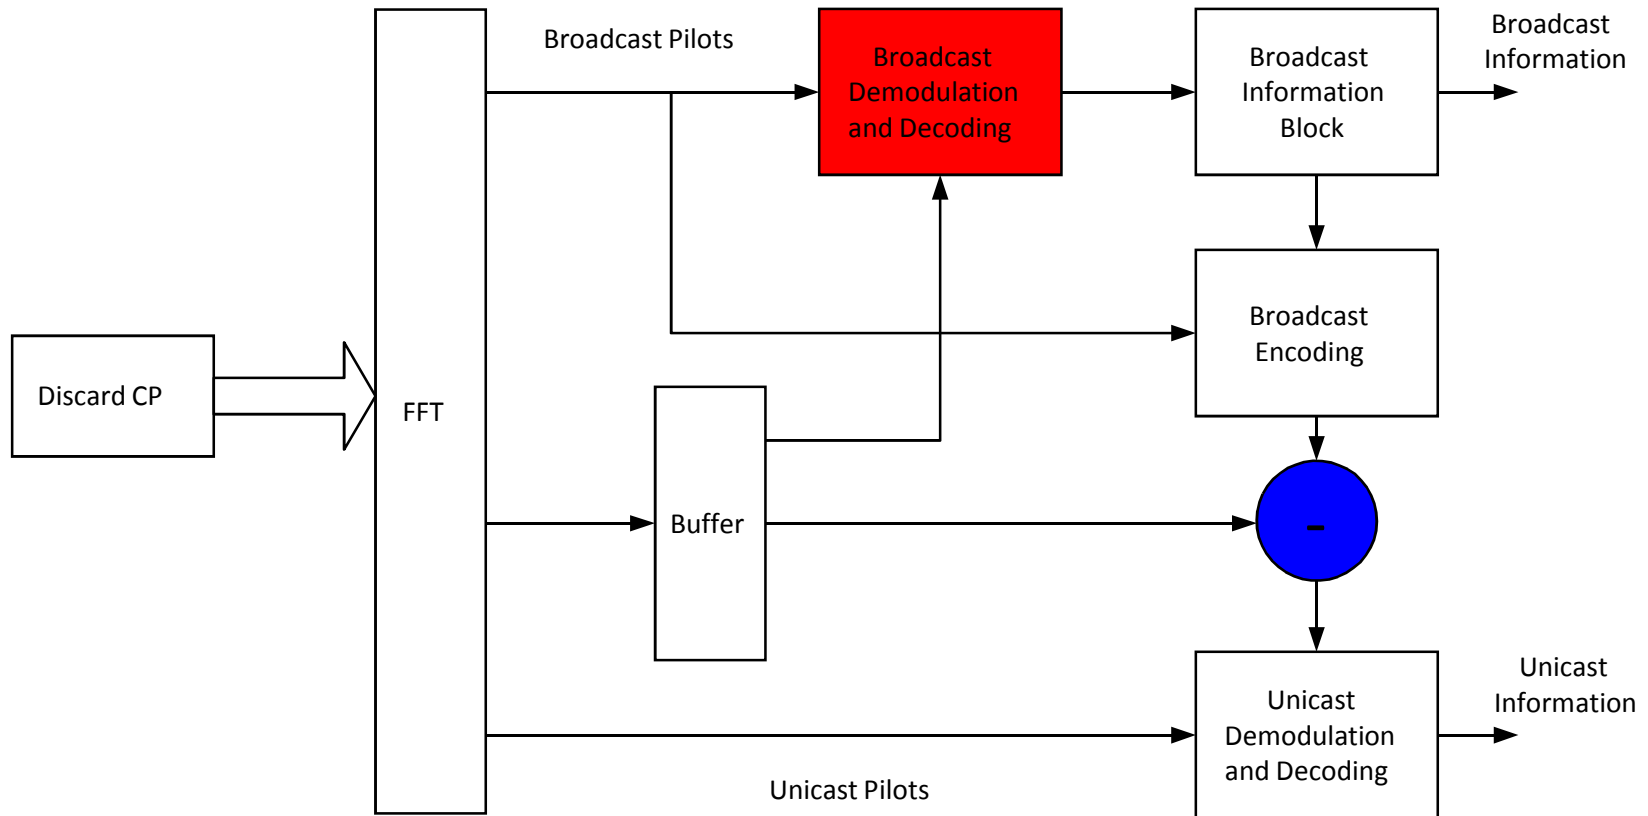 Broadcast Pilots
Broadcast
Demodulation
and Decoding
Broadcast
Information
Block
Broadcast
Information
Broadcast
Encoding
Discard CP
FFT
Buffer
-
Unicast
Demodulation
and Decoding
Unicast
Information
Unicast Pilots